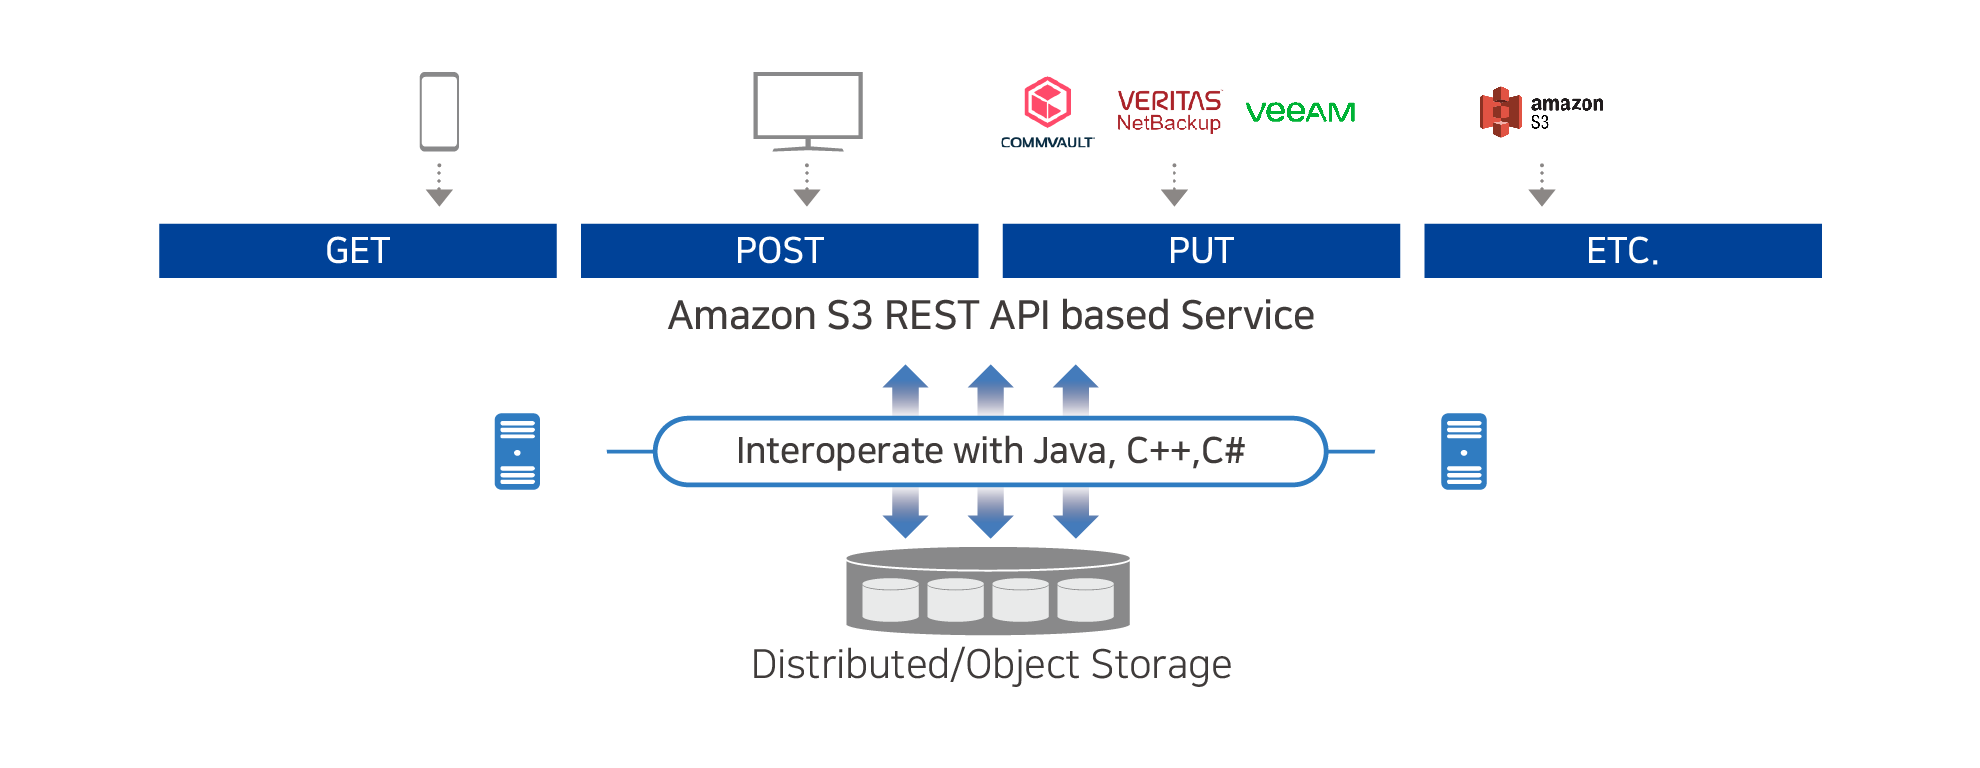 COMMVAULT
VERITAS
NetBackup
veeAM
amazon
S3
GET
POST
PUT
ETC.
Amazon S3 REST API based Service
Interoperate with Java, C++,C#
Distributed/Object Storage